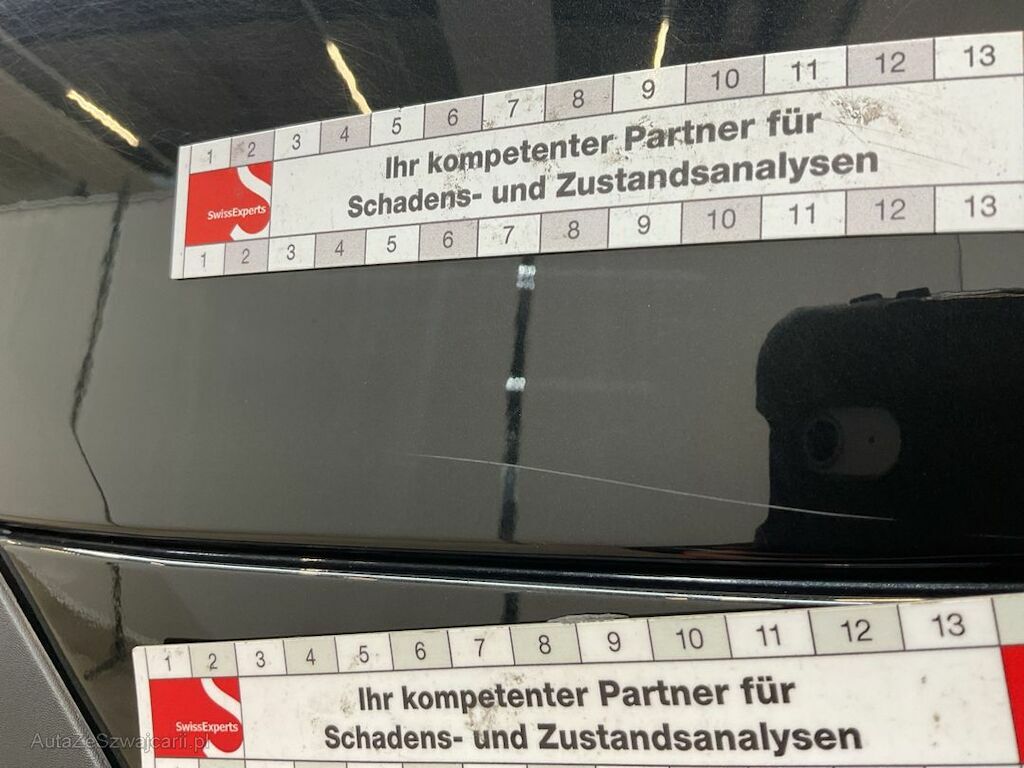 1 2 3 4 5 6 7 8 9 10 11 12 13
Ihr kompetenter Partner für
Schadens- und Zustandsanalysen
SwissExperts
1 2 3 4 5 6 7 8 9 10 11 12 13
1 2 3 4 5 6 7 8 9 10 11 12 13
Ihr kompetenter Partner für
Schadens- und Zustandsanalysen
SwissExperts
AutaZeSzwajcarii.pl